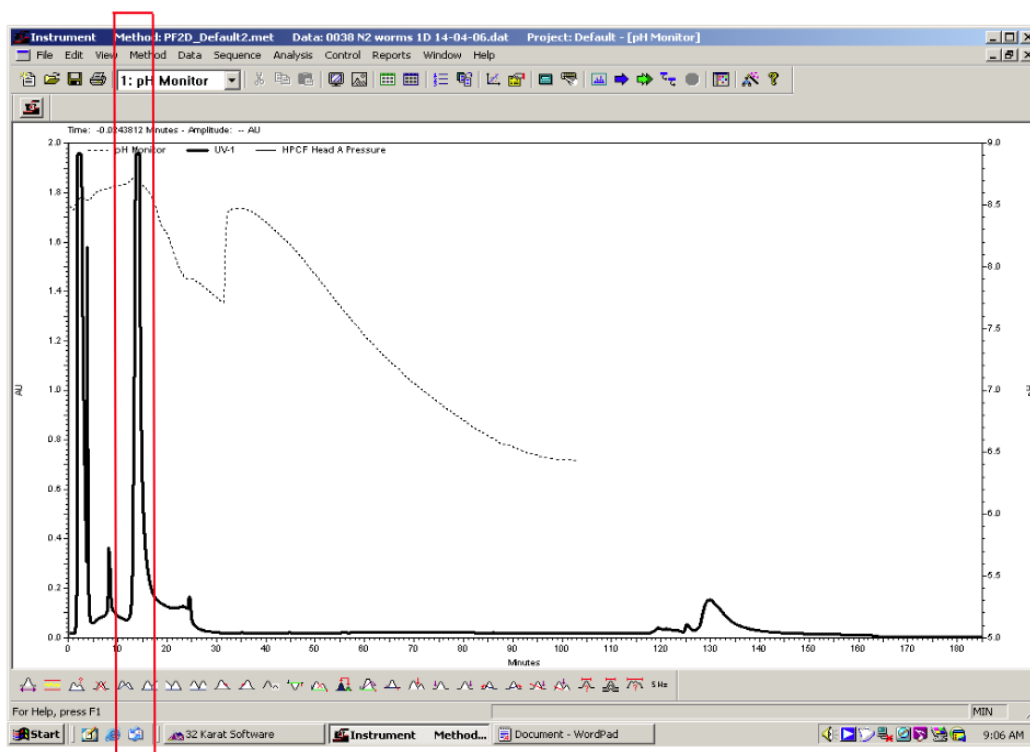 Instrument Method: PF2D_Default2.met Data: 0038 N2 worms 1D 14-04-06.dat Project: Default - [pH Monitor]
File Edit View Method Data Sequence Analysis Control Reports Window Help
1: pH Monitor
Time: -0.0243812 Minutes - Amplitude: -- AU
2.0 9.0
pH Monitor UV-1 HPCF Head A Pressure
1.8 8.5
1.6
1.4 8.0
1.2 7.5
AU 1.0 7.0
0.8
0.6 6.5
0.4 6.0
0.2 5.5
0.0 5.0
0 10 20 30 40 50 60 70 80 90 100 110 120 130 140 150 160 170 180
Minutes
5 Hz
For Help, press F1 MIN
Start 32 Karat Software Instrument Method... Document - WordPad 9:06 AM